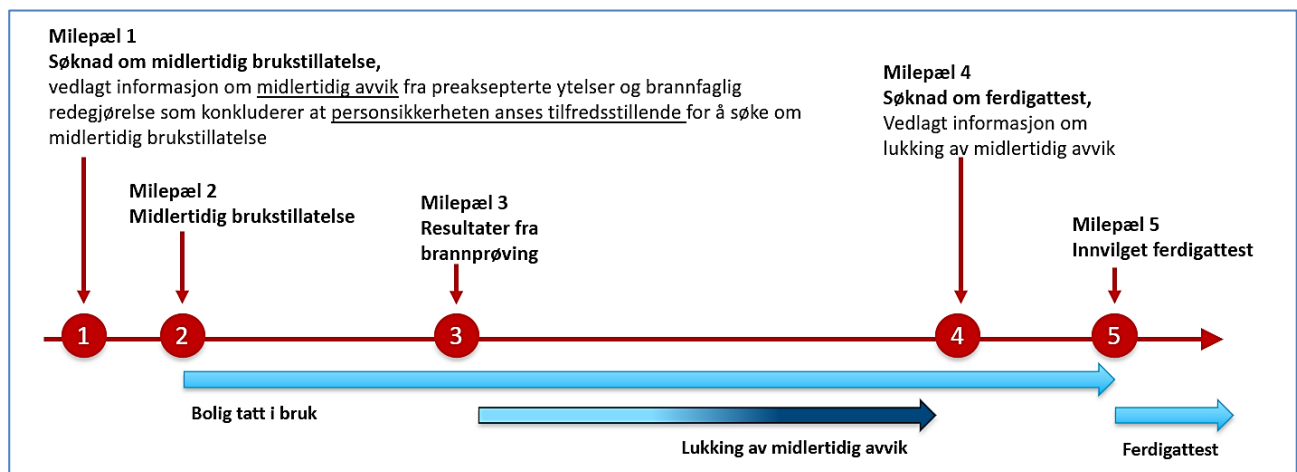 Milepæl 1
Søknad om midlertidig brukstillatelse,
vedlagt informasjon om midlertidig avvik fra preaksepterte ytelser og brannfaglig
redegjørelse som konkluderer at personsikkerheten anses tilfredsstillende for å søke om
midlertidig brukstillatelse
Milepæl 2
Midlertidig brukstillatelse
Milepæl 3
Resultater fra
brannprøving
Milepæl 4
Søknad om ferdigattest,
Vedlagt informasjon om
lukking av midlertidig avvik
Milepæl 5
Innvilget ferdigattest
1
2
3
4
5
Bolig tatt i bruk
Lukking av midlertidig avvik
Ferdigattest